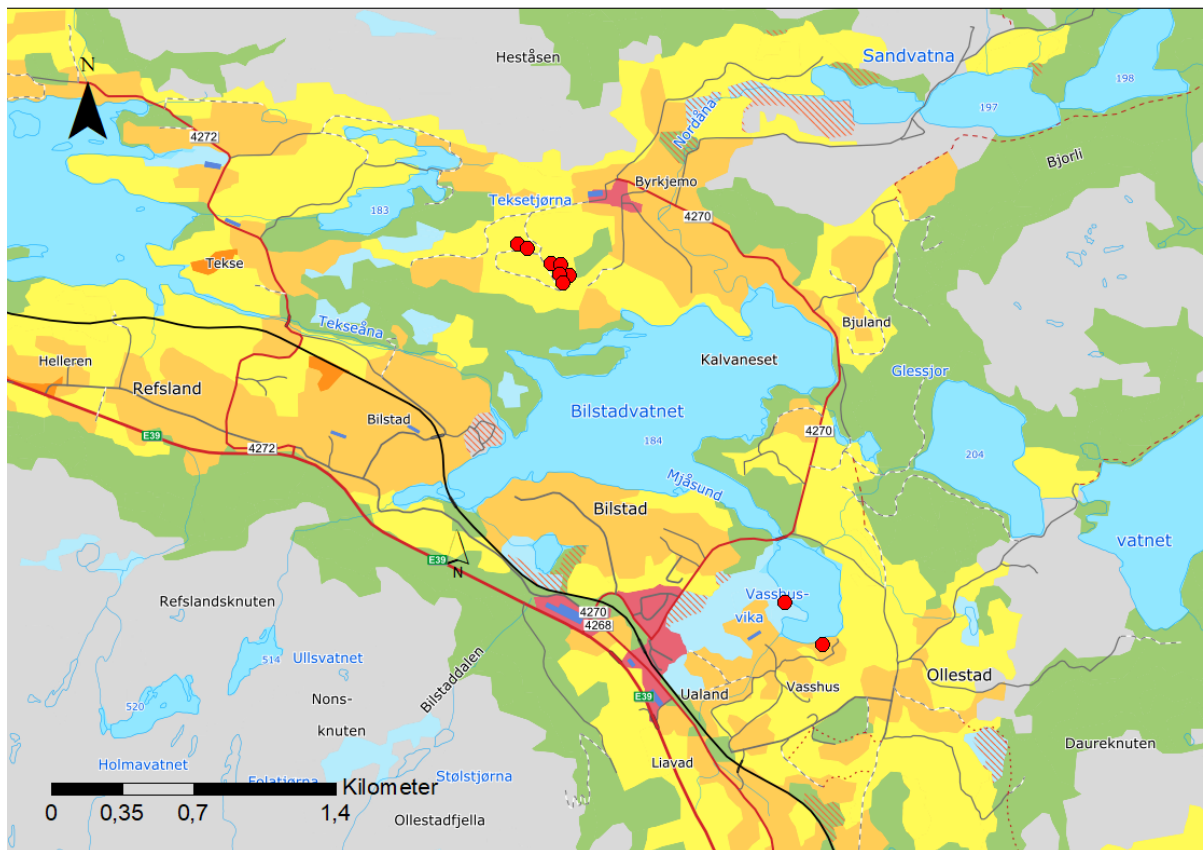 Sandvatna
Heståsen
N
198
197
4272
Nordåna
Bjorli
Byrkjemo
Teksetjørna
183
4270
Tekse
Tekseåna
Bjuland
Helleren
Kalvaneset
Glessjor
Refsland
Bilstadvatnet
Bilstad
184
4270
E39
4272
204
Mjåsund
Bilstad
vatnet
E39
N
Vasshus-
vika
Refslandsknuten
4270
4268
Ullsvatnet
514
Bilstaddalen
Ollestad
Nons-
knuten
E39
Ualand
Vasshus
520
Daureknuten
Liavad
Holmavatnet
Folatjørna
Stølstjørna
Kilometer
0
0,35
0,7
1,4
Ollestadfjella